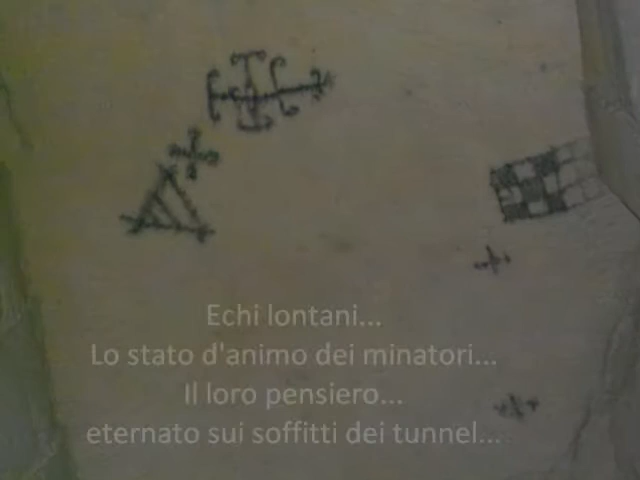 Echi lontani...
Lo stato d'animo dei minatori...
Il loro pensiero...
eternato sui soffitti dei tunnel...